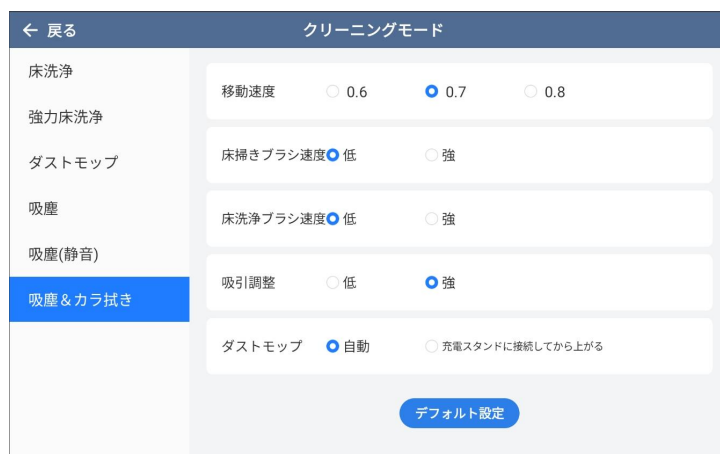 ← 戻る
クリーニングモード
床洗浄
強力床洗浄
ダストモップ
吸塵
吸塵(静音)
吸塵＆カラ拭き
移動速度 0.6 0.7 0.8
床掃きブラシ速度 低 強
床洗浄ブラシ速度 低 強
吸引調整 低 強
ダストモップ 自動 充電スタンドに接続してから上がる
デフォルト設定